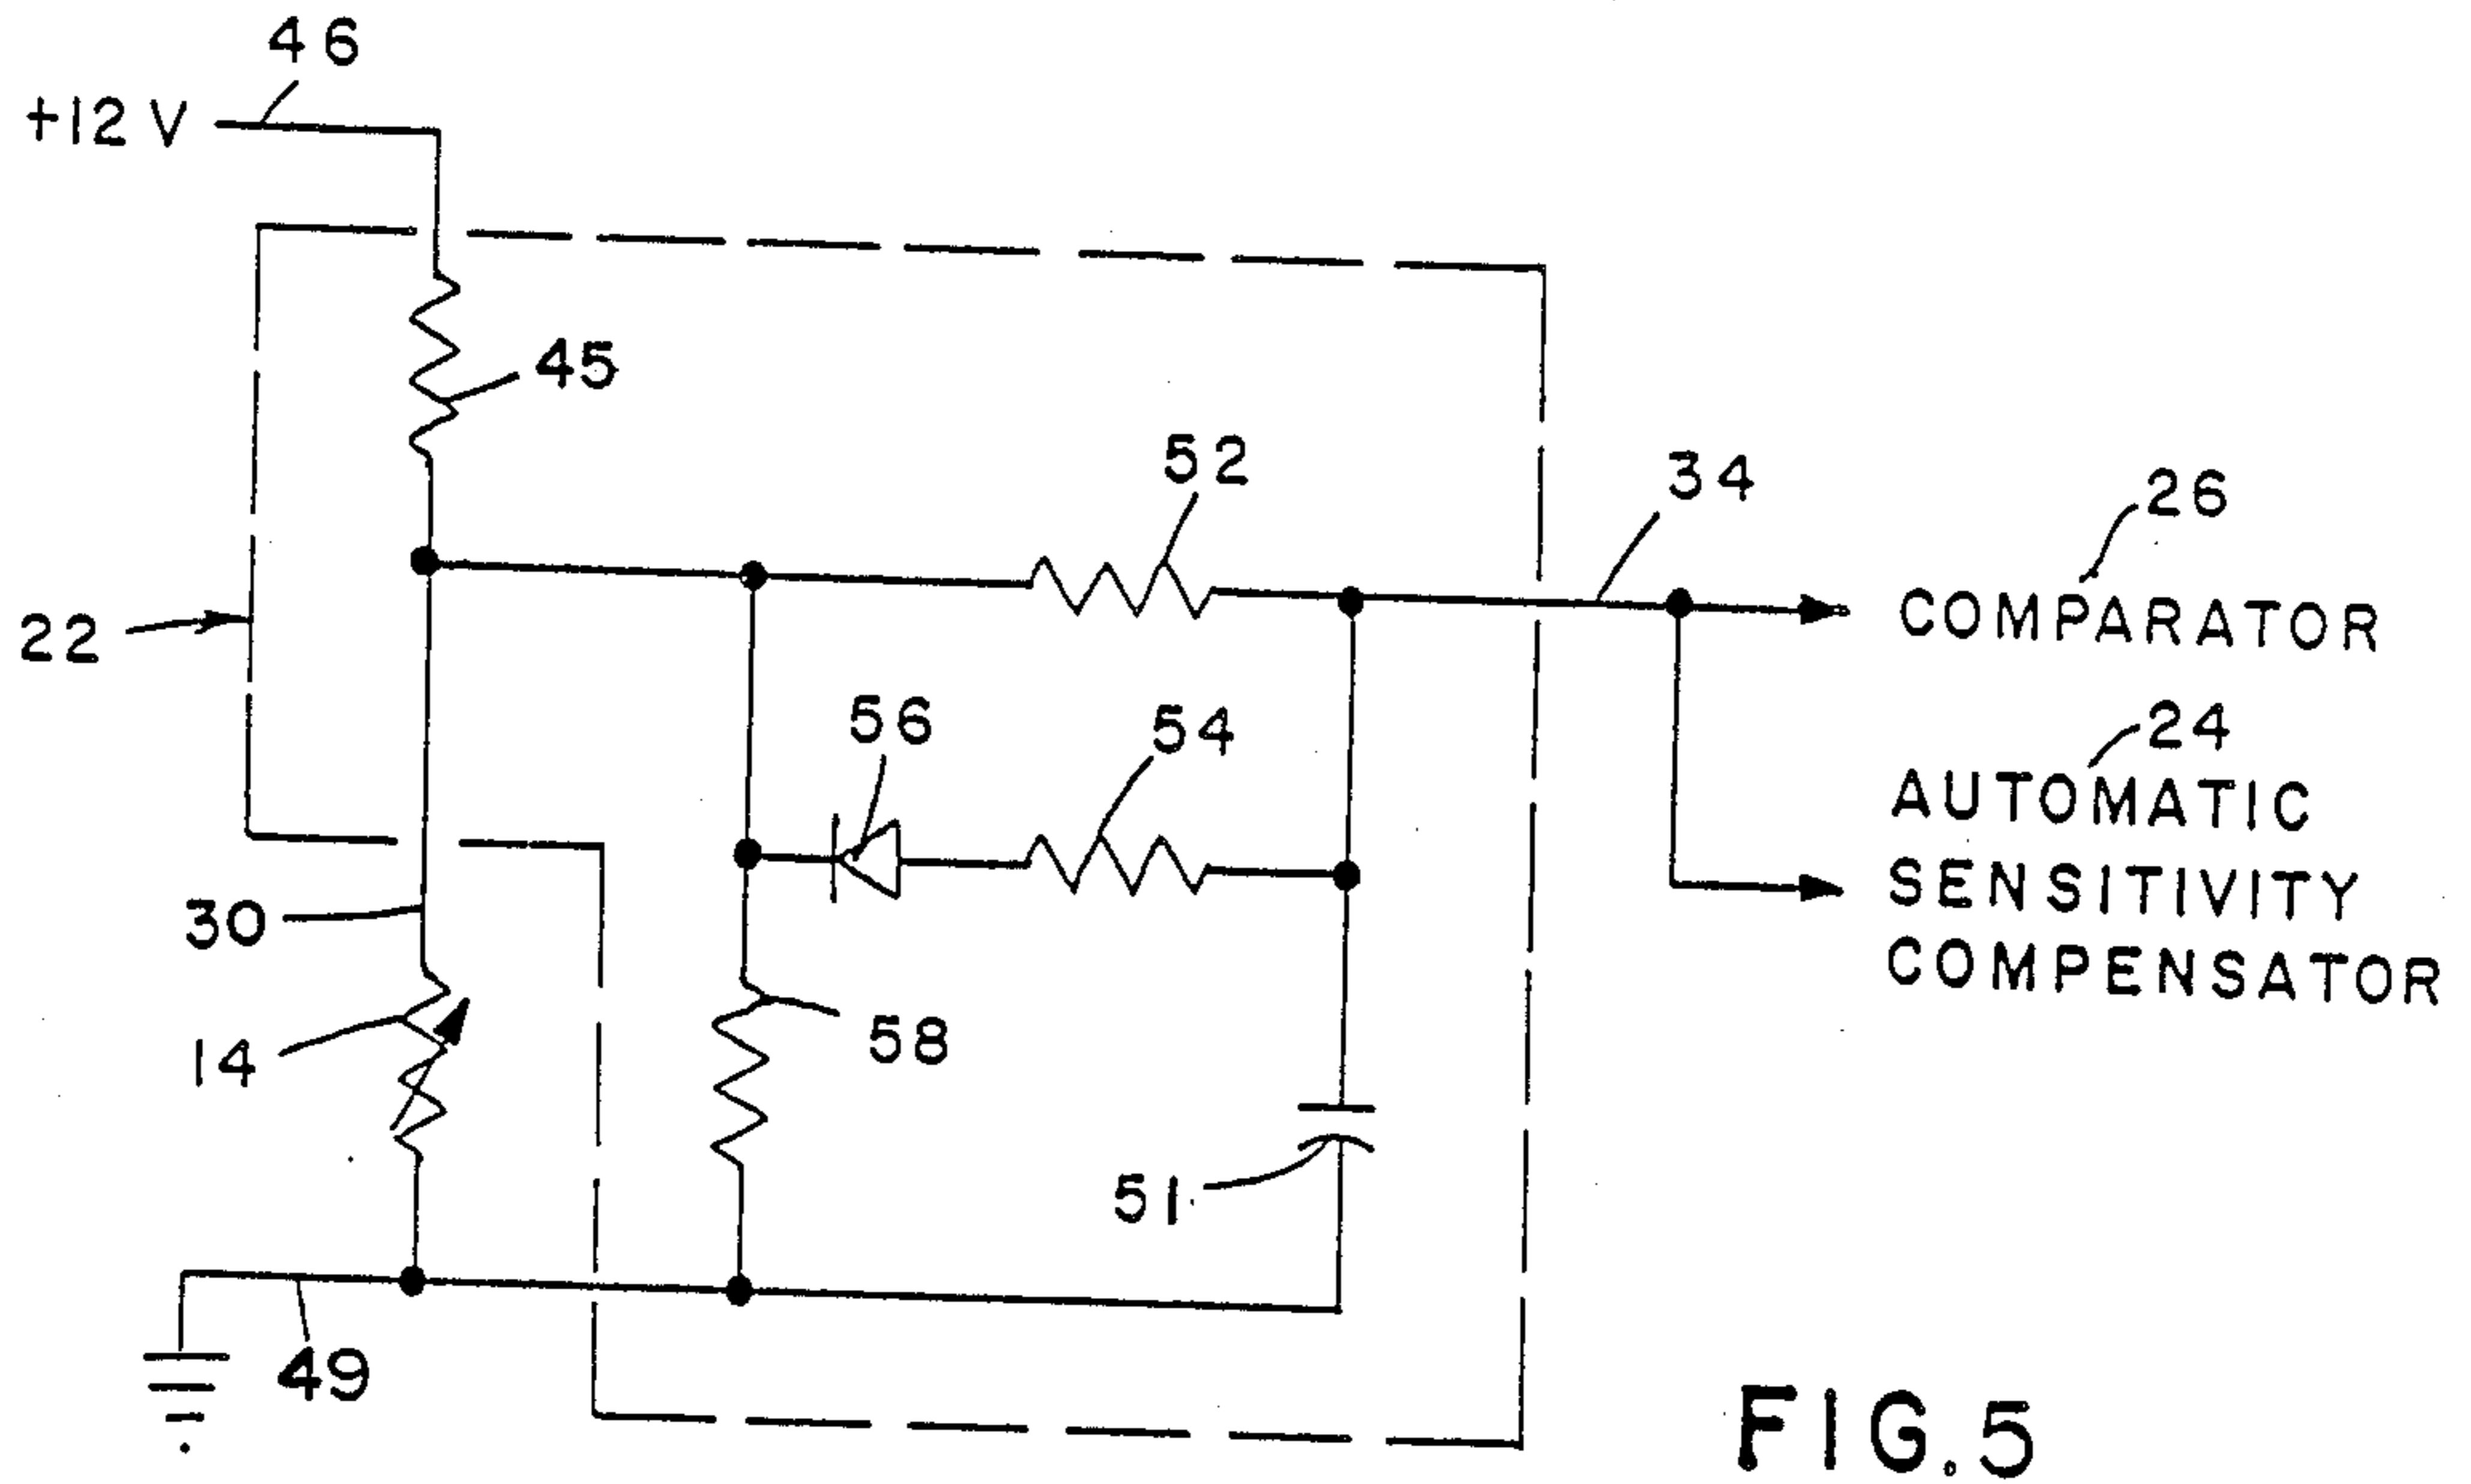 46
+12 V
45
52
34
26
COMPARATOR
22
56
54
24
AUTOMATIC
SENSITIVITY
COMPENSATOR
30
14
58
51
49
FIG.5